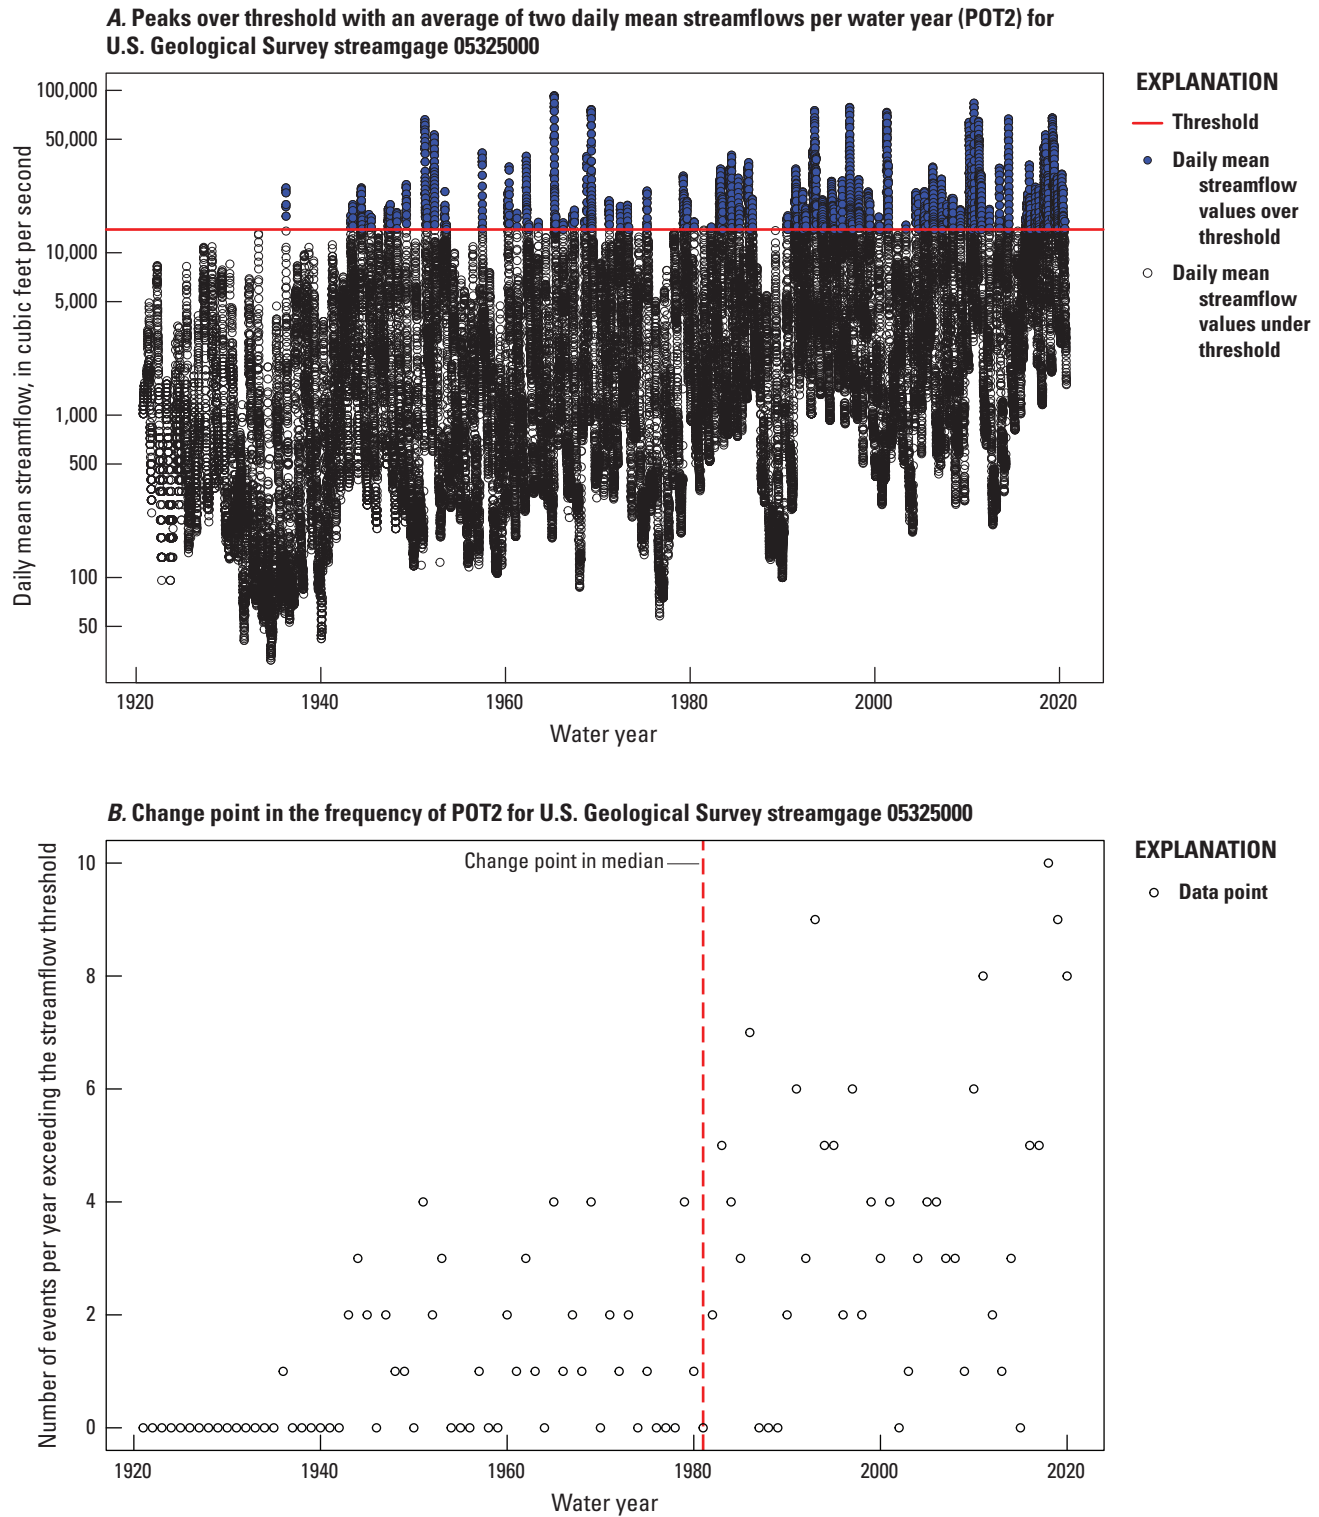 A. Peaks over threshold with an average of two daily mean streamflows per water year (POT2) for
U.S. Geological Survey streamgage 05325000
100,000
50,000
10,000
5,000
1,000
500
100
50
Daily mean streamflow, in cubic feet per second
1920
1940
1960
1980
2000
2020
Water year
EXPLANATION
Threshold
Daily mean
streamflow
values over
threshold
Daily mean
streamflow
values under
threshold
B. Change point in the frequency of POT2 for U.S. Geological Survey streamgage 05325000
Change point in median
10
8
6
4
2
0
Number of events per year exceeding the streamflow threshold
1920
1940
1960
1980
2000
2020
Water year
EXPLANATION
Data point